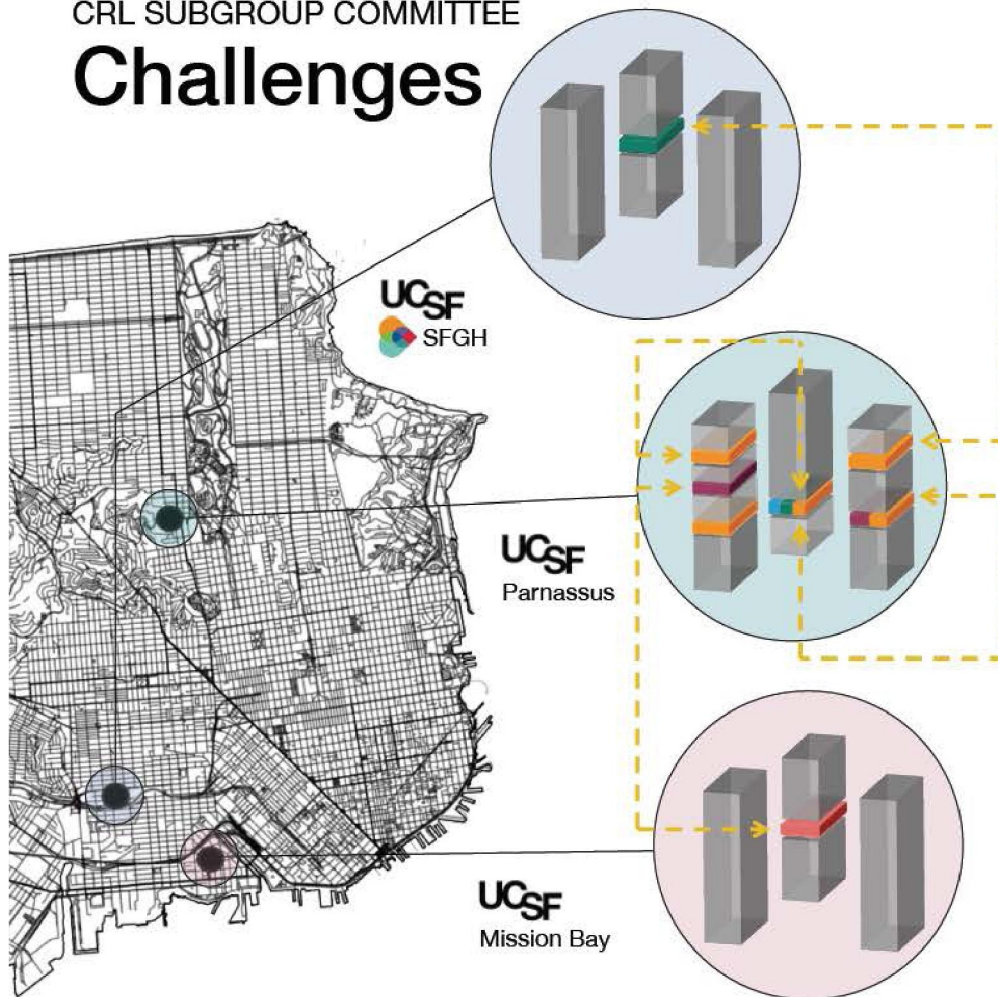 CRL SUBGROUP COMMITTEE
Challenges
UCSF
SFGH
UCSF
Parnassus
UCSF
Mission Bay